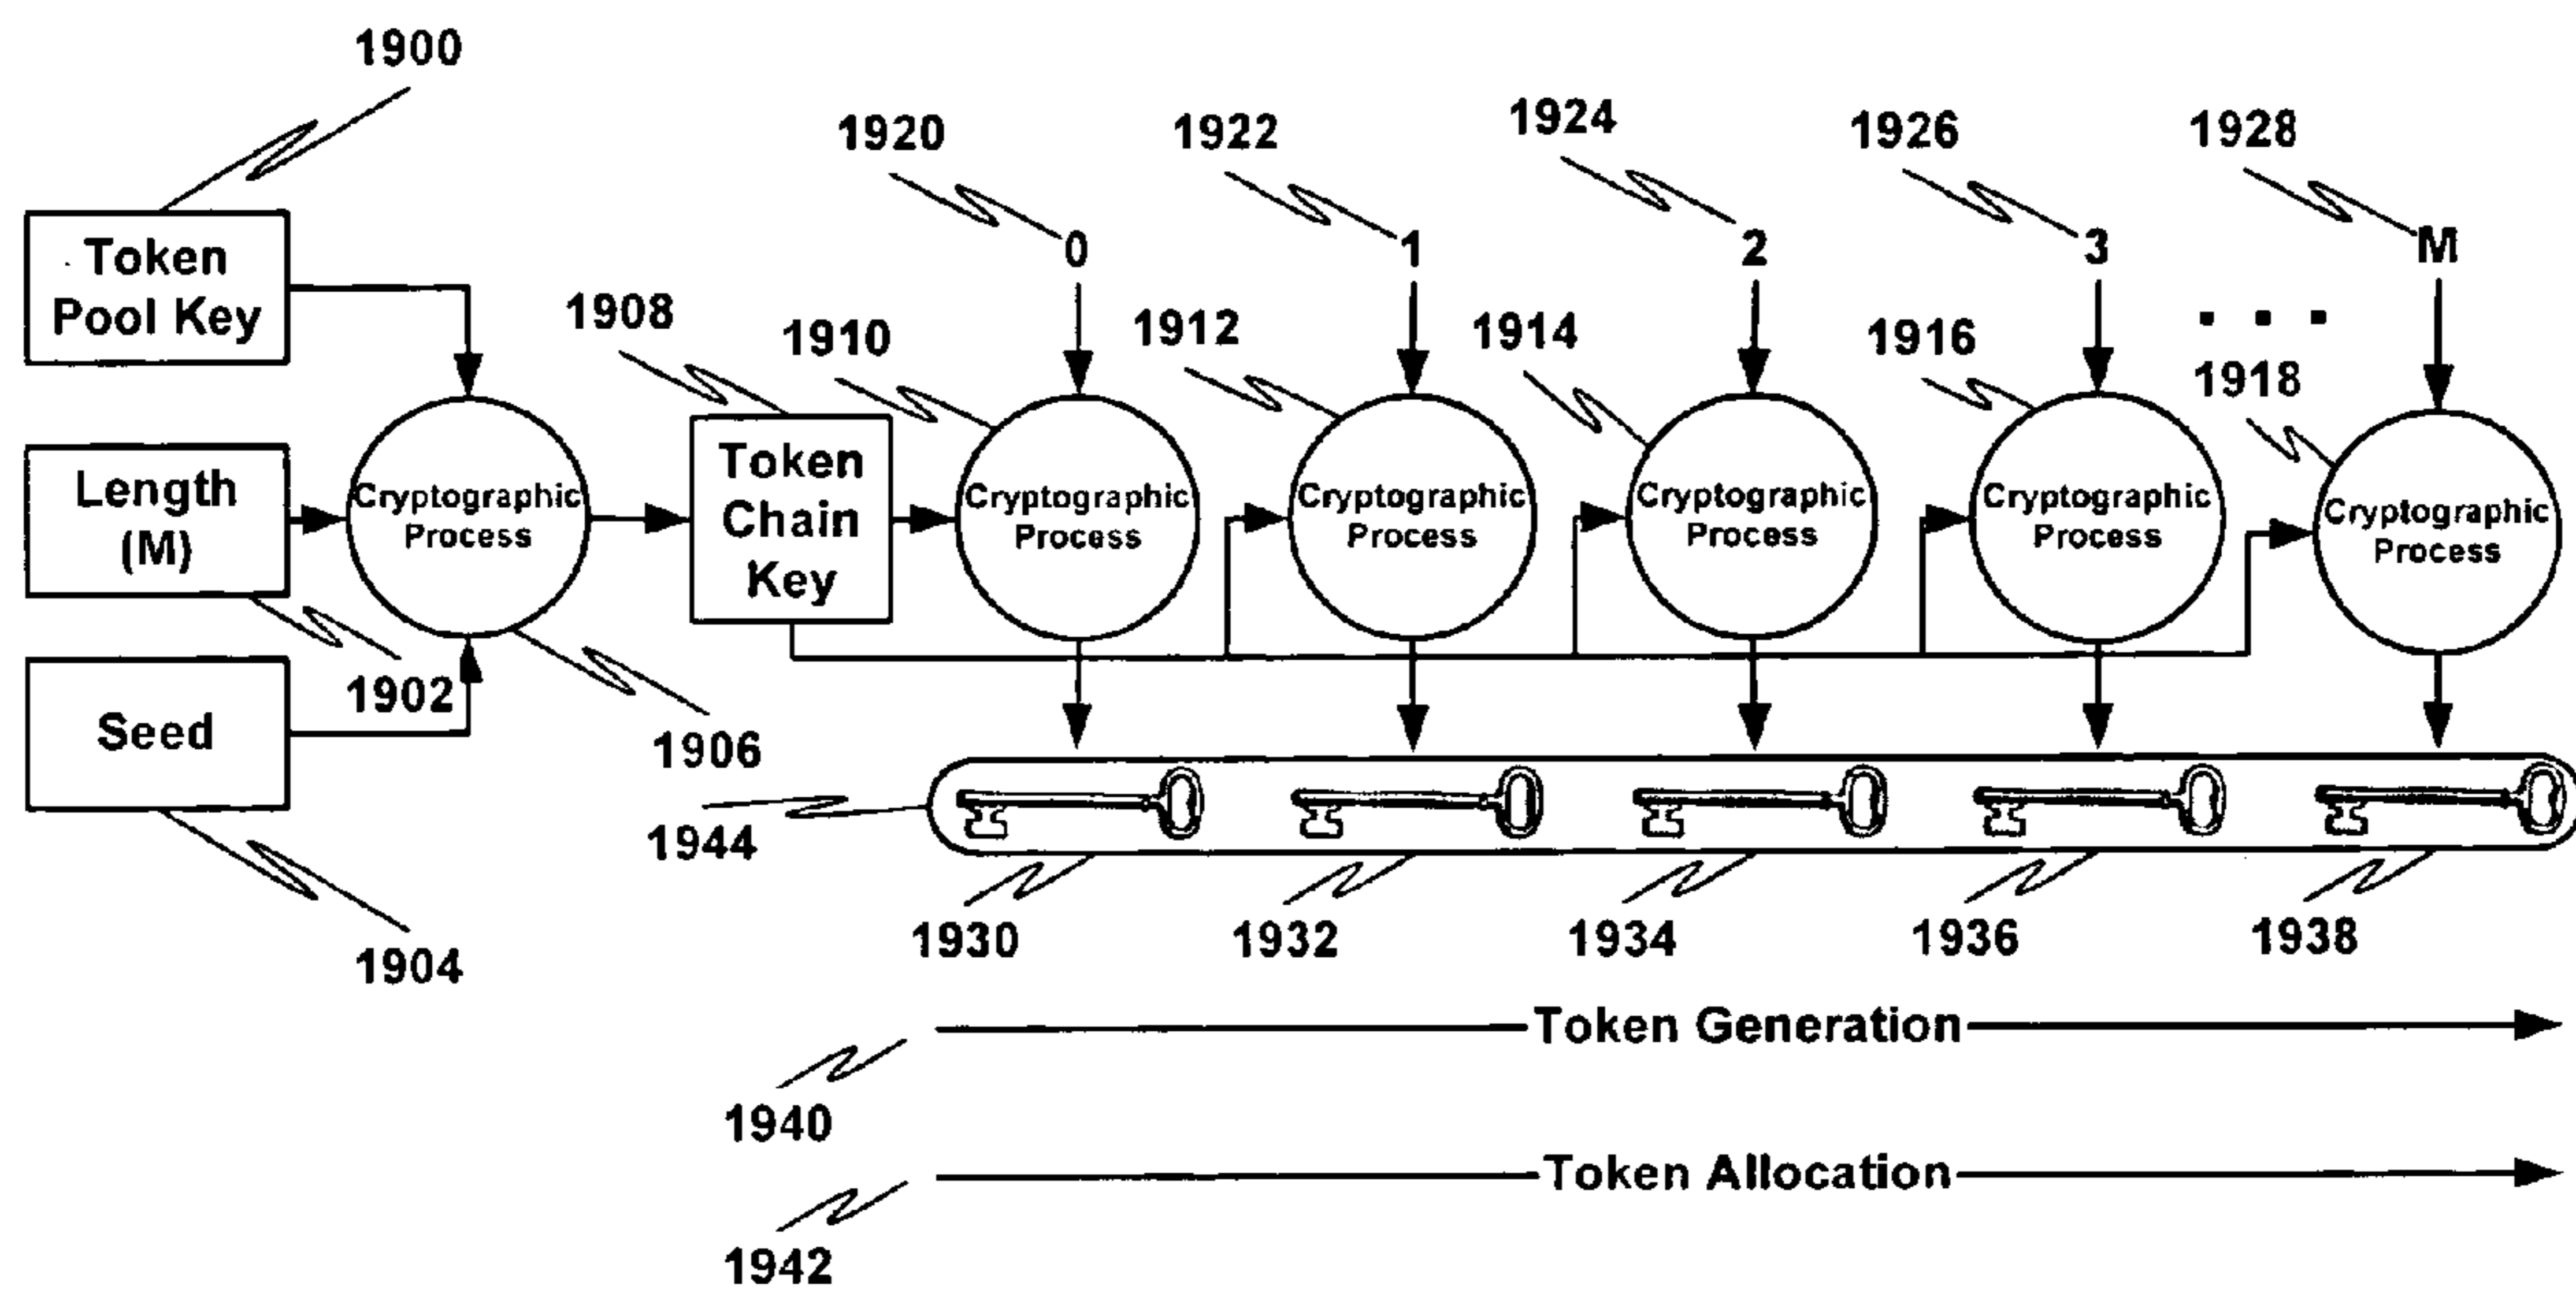 1900
1920
1922
1924
1926
1928
Token
Pool Key
0
1
2
3
M
1908
1910
1912
1914
1916
. . .
1918
Length
(M)
Cryptographic
Process
Token
Chain
Key
Cryptographic
Process
Cryptographic
Process
Cryptographic
Process
Cryptographic
Process
Cryptographic
Process
1902
Seed
1906
1904
1944
1930
1932
1934
1936
1938
Token Generation
1940
Token Allocation
1942